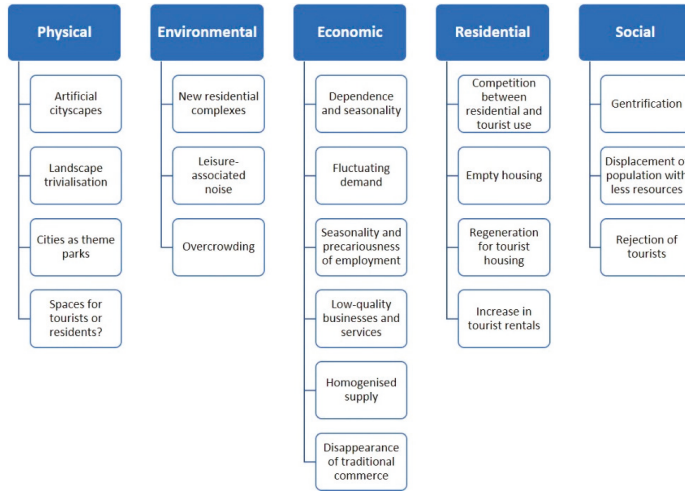 Physical
Artificial
cityscapes
Landscape
trivialisation
Cities as theme
parks
Spaces for
tourists or
residents?
Environmental
New residential
complexes
Leisure-
associated
noise
Overcrowding
Economic
Dependence
and seasonality
Fluctuating
demand
Seasonality and
precariousness
of employment
Low-quality
businesses and
services
Homogenised
supply
Disappearance
of traditional
commerce
Residential
Competition
between
residential and
tourist use
Empty housing
Regeneration
for tourist
housing
Increase in
tourist rentals
Social
Gentrification
Displacement of
population with
less resources
Rejection of
tourists